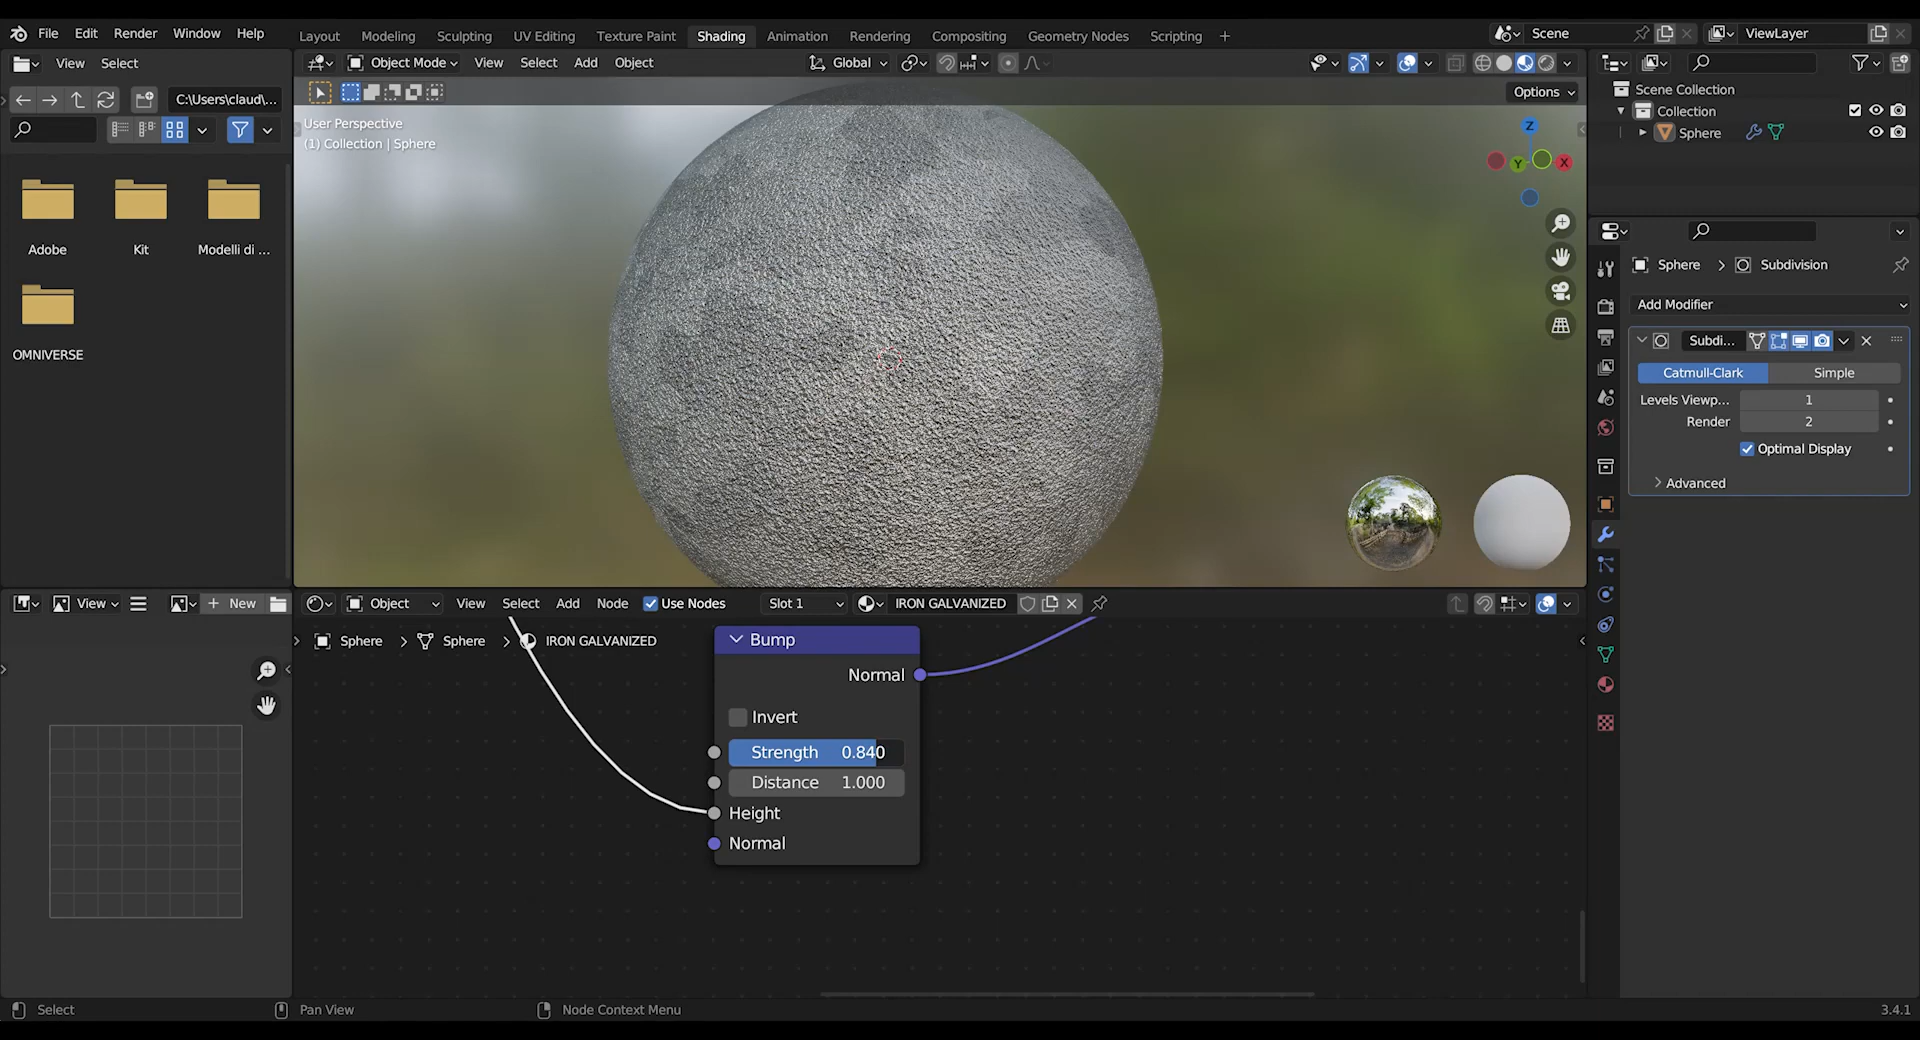 File Edit Render Window Help
Layout Modeling Sculpting UV Editing Texture Paint Shading Animation Rendering Compositing Geometry Nodes Scripting +
Scene
ViewLayer
View Select
Object Mode View Select Add Object
Global
C:\Users\claud\...
Options
User Perspective
(1) Collection | Sphere
Z
Y
X
Adobe Kit Modelli di ...
OMNIVERSE
Scene Collection
Collection
Sphere
Sphere > Subdivision
Add Modifier
Subdi...
Catmull-Clark Simple
Levels Viewp... 1
Render 2
Optimal Display
Advanced
View
+ New
Object View Select Add Node Use Nodes Slot 1 IRON GALVANIZED
Sphere > Sphere > IRON GALVANIZED
Bump
Normal
Invert
Strength 0.840
Distance 1.000
Height
Normal
Select Pan View Node Context Menu 3.4.1